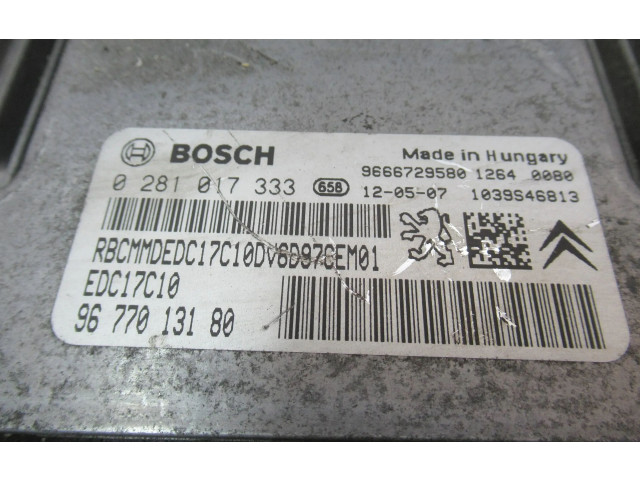 BOSCH
Made in Hungary
0 281 017 333 658
9666729580 1264 0080
12-05-07 1039S46813
EDC17C10
96 770 131 80